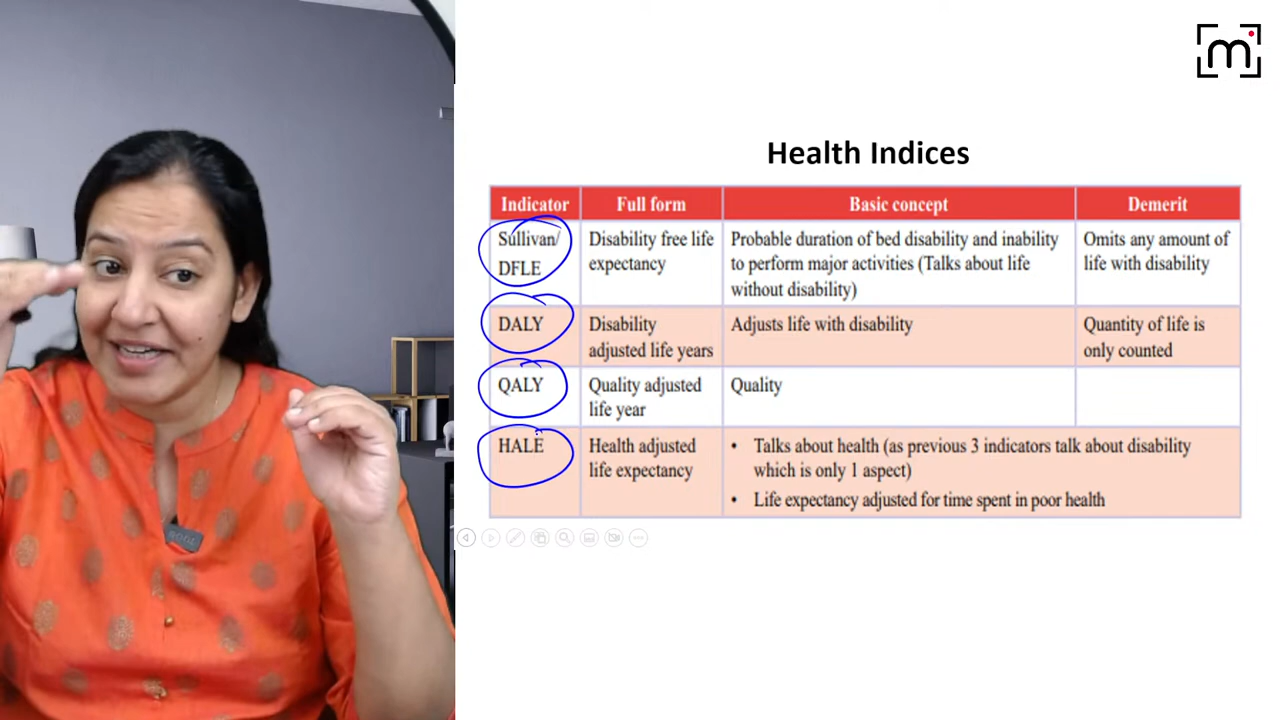 m
Health Indices
Indicator Full form Basic concept Demerit
Sullivan/
DFLE
Disability free life
expectancy
Probable duration of bed disability and inability
to perform major activities (Talks about life
without disability)
Omits any amount of
life with disability
DALY
Disability
adjusted life years
Adjusts life with disability
Quantity of life is
only counted
QALY
Quality adjusted
life year
Quality
HALE
Health adjusted
life expectancy
• Talks about health (as previous 3 indicators talk about disability
which is only 1 aspect)
• Life expectancy adjusted for time spent in poor health